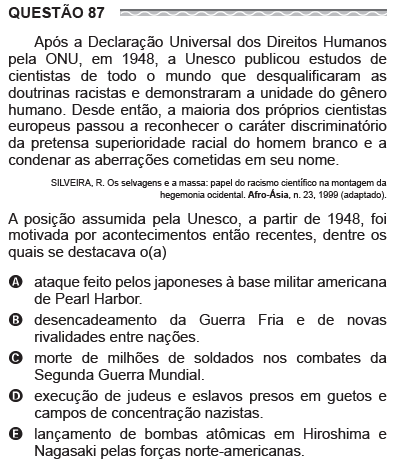 QUESTÃO 87
Após a Declaração Universal dos Direitos Humanos
pela ONU, em 1948, a Unesco publicou estudos de
cientistas de todo o mundo que desqualificaram as
doutrinas racistas e demonstraram a unidade do gênero
humano. Desde então, a maioria dos próprios cientistas
europeus passou a reconhecer o caráter discriminatório
da pretensa superioridade racial do homem branco e a
condenar as aberrações cometidas em seu nome.
SILVEIRA, R. Os selvagens e a massa: papel do racismo científico na montagem da
hegemonia ocidental. Afro-Ásia, n. 23, 1999 (adaptado).
A posição assumida pela Unesco, a partir de 1948, foi
motivada por acontecimentos então recentes, dentre os
quais se destacava o(a)
A ataque feito pelos japoneses à base militar americana
de Pearl Harbor.
B desencadeamento da Guerra Fria e de novas
rivalidades entre nações.
C morte de milhões de soldados nos combates da
Segunda Guerra Mundial.
D execução de judeus e eslavos presos em guetos e
campos de concentração nazistas.
E lançamento de bombas atômicas em Hiroshima e
Nagasaki pelas forças norte-americanas.